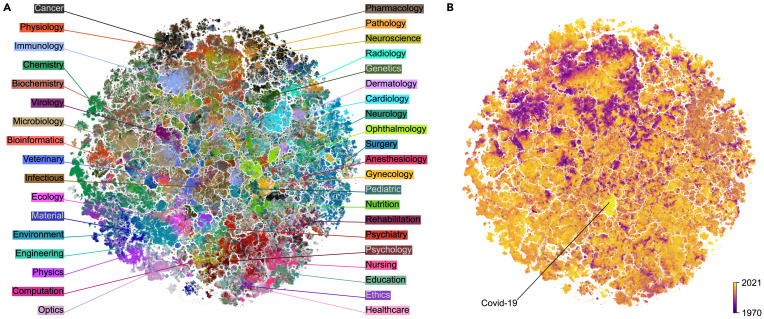 A
B
Cancer
Physiology
Immunology
Chemistry
Biochemistry
Virology
Microbiology
Bioinformatics
Veterinary
Infectious
Ecology
Material
Environment
Engineering
Physics
Computation
Optics
Pharmacology
Pathology
Neuroscience
Radiology
Genetics
Dermatology
Cardiology
Neurology
Ophthalmology
Surgery
Anesthesiology
Gynecology
Pediatric
Nutrition
Rehabilitation
Psychiatry
Psychology
Nursing
Education
Ethics
Healthcare
Covid-19
2021
1970